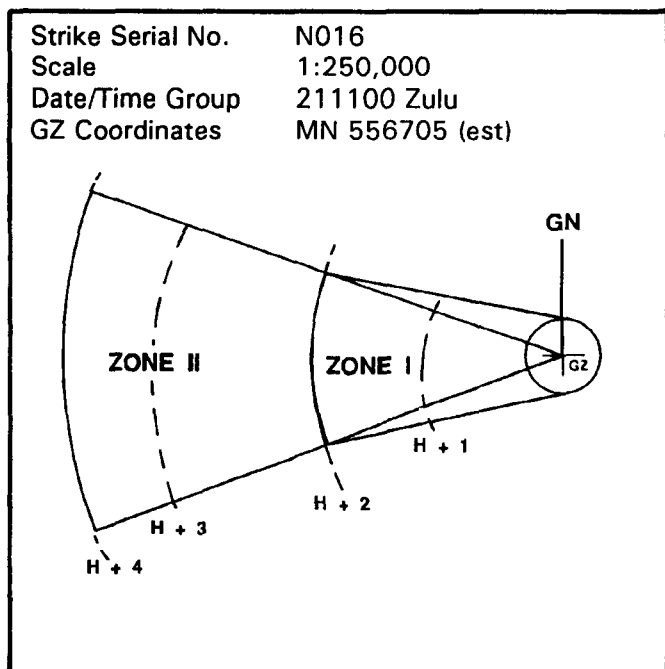 Strike Serial No. N016
Scale 1:250,000
Date/Time Group 211100 Zulu
GZ Coordinates MN 556705 (est)
GN
ZONE II
ZONE I
GZ
H + 1
H + 2
H + 3
H + 4